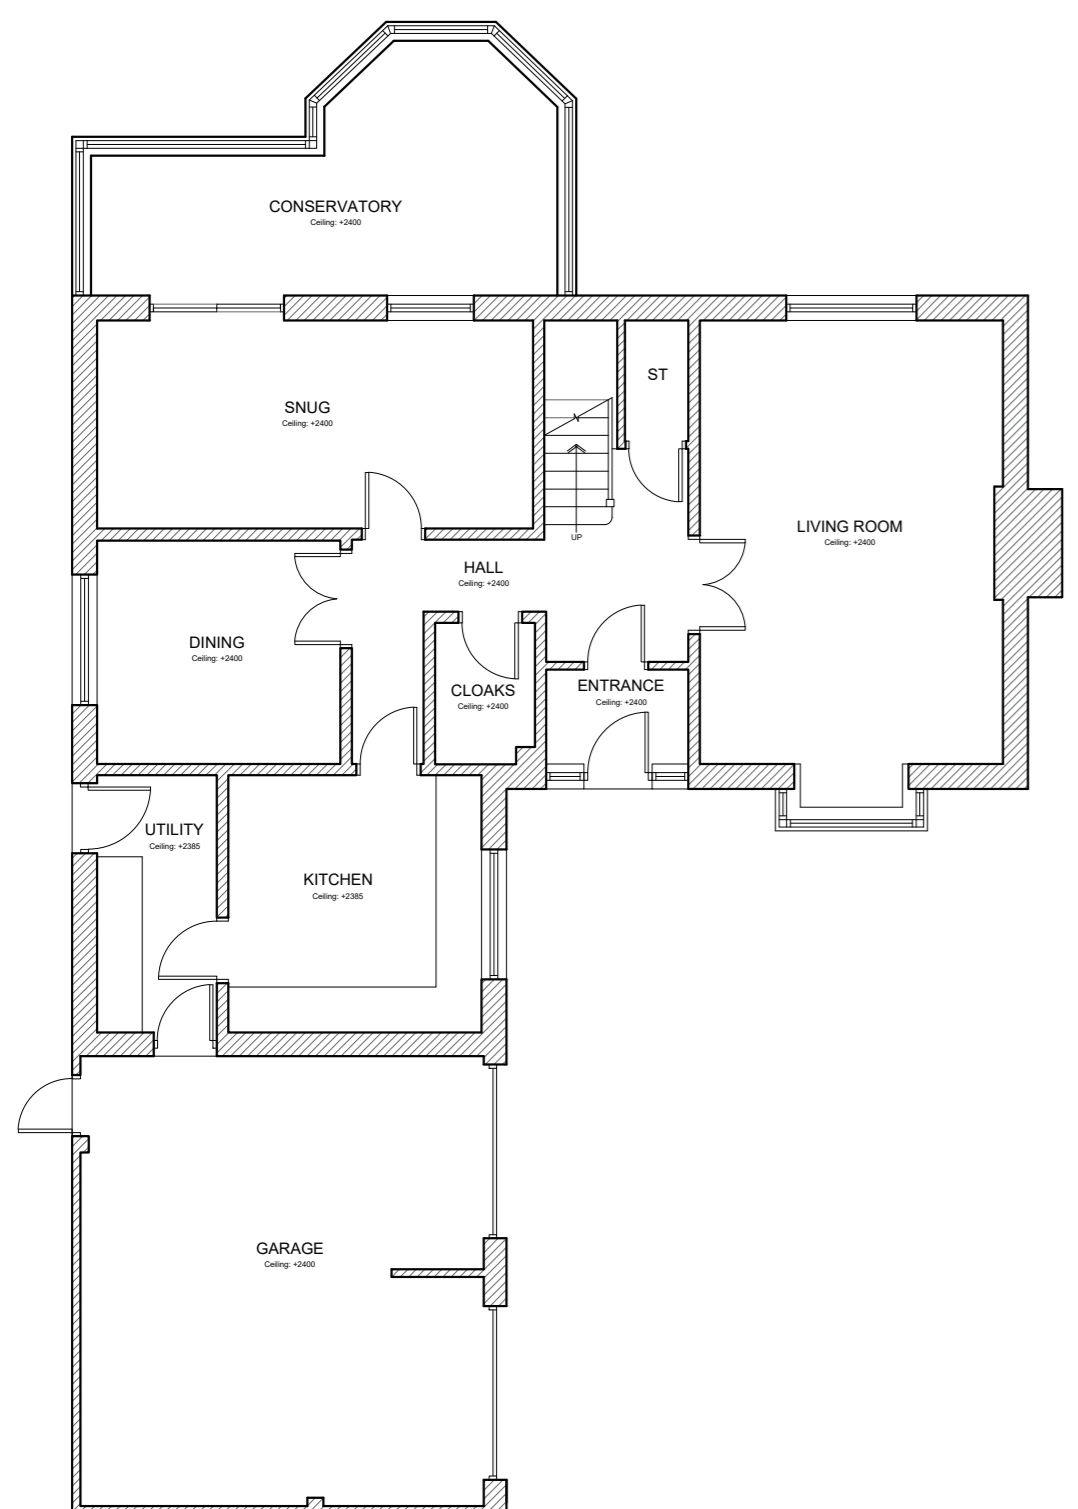 CONSERVATORY
Ceiling: +2400
SNUG
Ceiling: +2400
ST
UP
LIVING ROOM
Ceiling: +2400
HALL
Ceiling: +2400
DINING
Ceiling: +2400
CLOAKS
Ceiling: +2400
ENTRANCE
Ceiling: +2400
UTILITY
Ceiling: +2385
KITCHEN
Ceiling: +2385
GARAGE
Ceiling: +2400